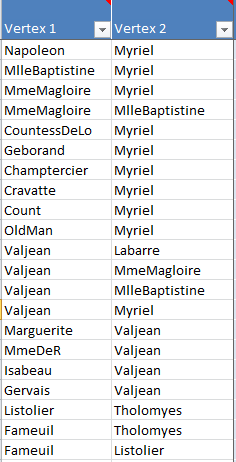 Vertex 1 Vertex 2
Napoleon Myriel
MlleBaptistine Myriel
MmeMagloire Myriel
MmeMagloire MlleBaptistine
CountessDeLo Myriel
Geborand Myriel
Champtercier Myriel
Cravatte Myriel
Count Myriel
OldMan Myriel
Valjean Labarre
Valjean MmeMagloire
Valjean MlleBaptistine
Valjean Myriel
Marguerite Valjean
MmeDeR Valjean
Isabeau Valjean
Gervais Valjean
Listolier Tholomyes
Fameuil Tholomyes
Fameuil Listolier